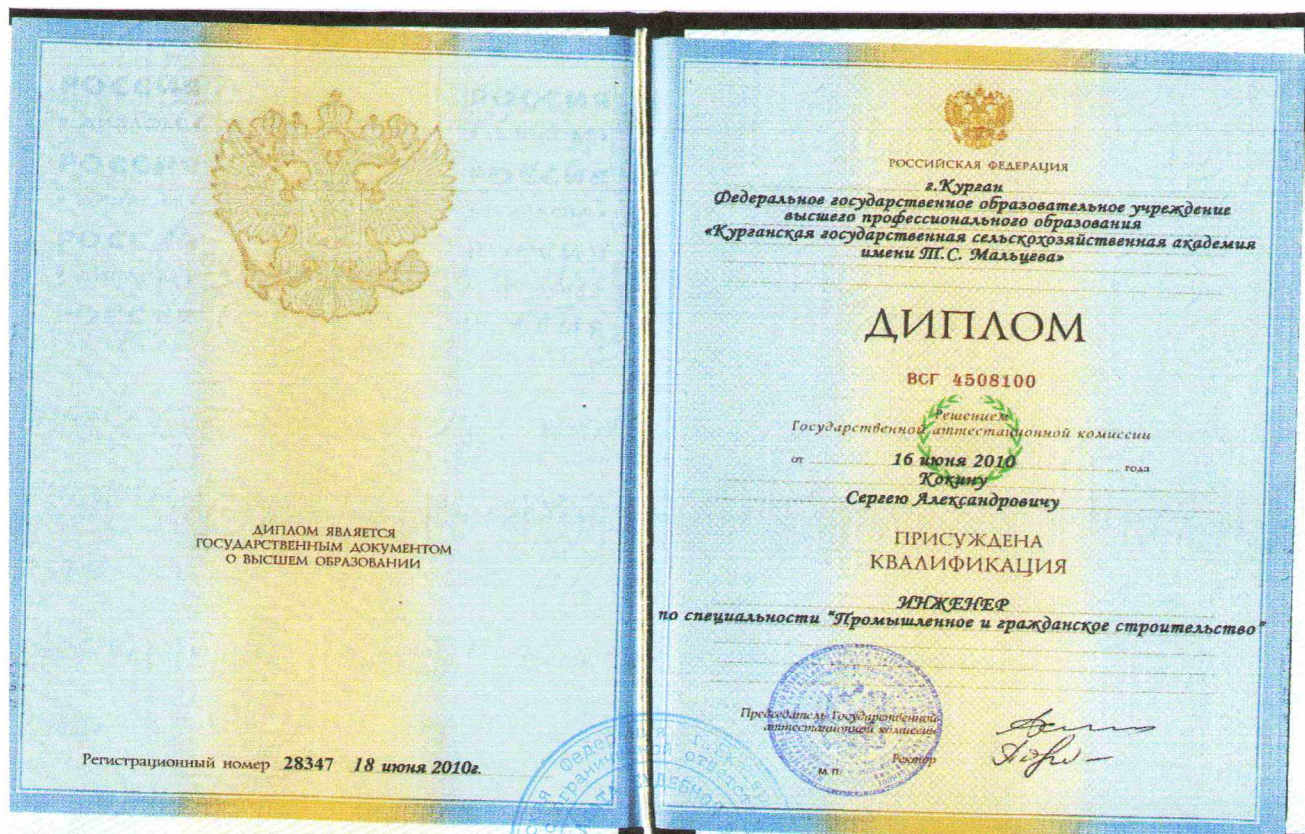 ДИПЛОМ ЯВЛЯЕТСЯ
ГОСУДАРСТВЕННЫМ ДОКУМЕНТОМ
О ВЫСШЕМ ОБРАЗОВАНИИ
Регистрационный номер 28347 18 июня 2010г.
РОССИЙСКАЯ ФЕДЕРАЦИЯ
г.Курган
Федеральное государственное образовательное учреждение
высшего профессионального образования
«Курганская государственная сельскохозяйственная академия
имени Т.С. Мальцева»
ДИПЛОМ
ВСГ 4508100
Решением
Государственной аттестационной комиссии
от 16 июня 2010 года
Кокину
Сергею Александровичу
ПРИСУЖДЕНА
КВАЛИФИКАЦИЯ
ИНЖЕНЕР
по специальности "Промышленное и гражданское строительство"
Председатель Государственной
аттестационной комиссии
Ректор
М.П.